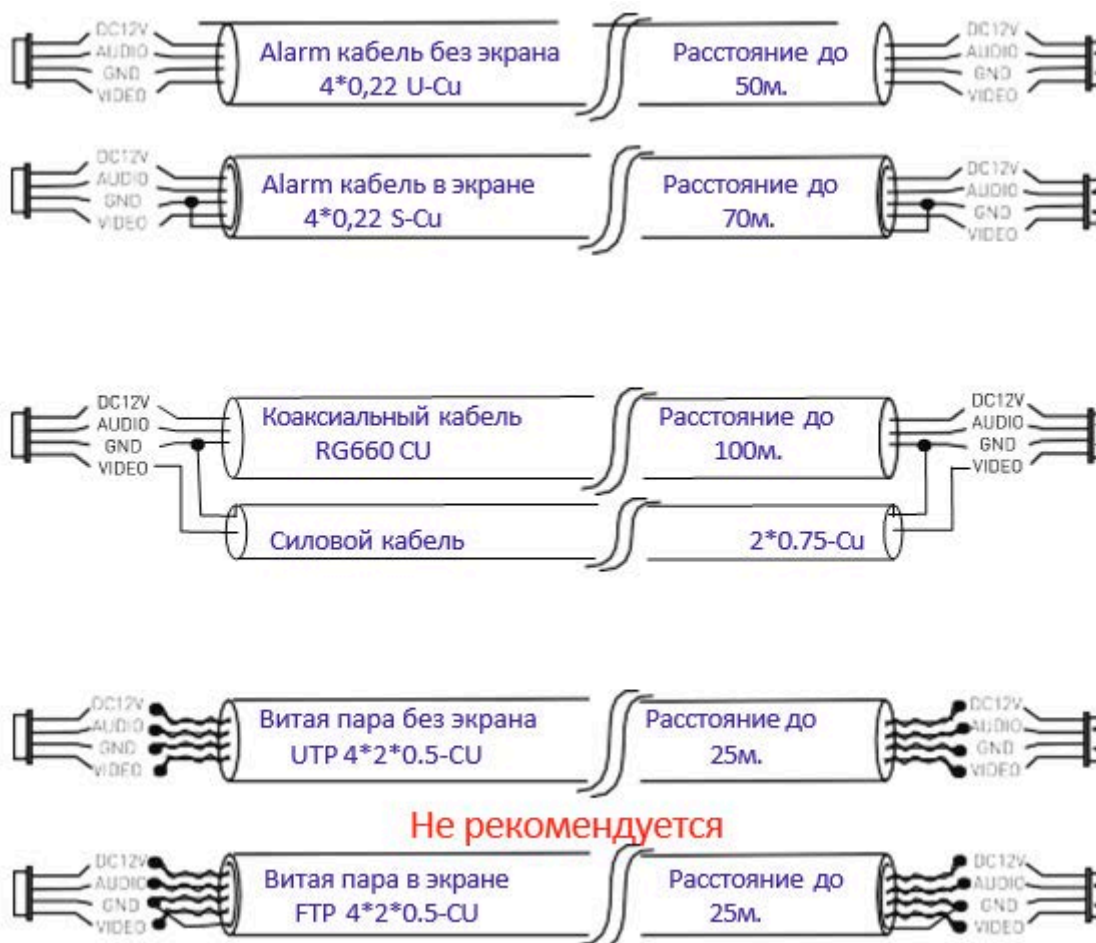 DC12V
AUDIO
GND
VIDEO
Alarm кабель без экрана
4*0,22 U-Cu
Расстояние до
50м.
DC12V
AUDIO
GND
VIDEO
DC12V
AUDIO
GND
VIDEO
Alarm кабель в экране
4*0,22 S-Cu
Расстояние до
70м.
DC12V
AUDIO
GND
VIDEO
DC12V
AUDIO
GND
VIDEO
Коаксиальный кабель
RG660 CU
Расстояние до
100м.
DC12V
AUDIO
GND
VIDEO
Силовой кабель
2*0.75-Cu
DC12V
AUDIO
GND
VIDEO
Витая пара без экрана
UTP 4*2*0.5-CU
Расстояние до
25м.
DC12V
AUDIO
GND
VIDEO
Не рекомендуется
DC12V
AUDIO
GND
VIDEO
Витая пара в экране
FTP 4*2*0.5-CU
Расстояние до
25м.
DC12V
AUDIO
GND
VIDEO